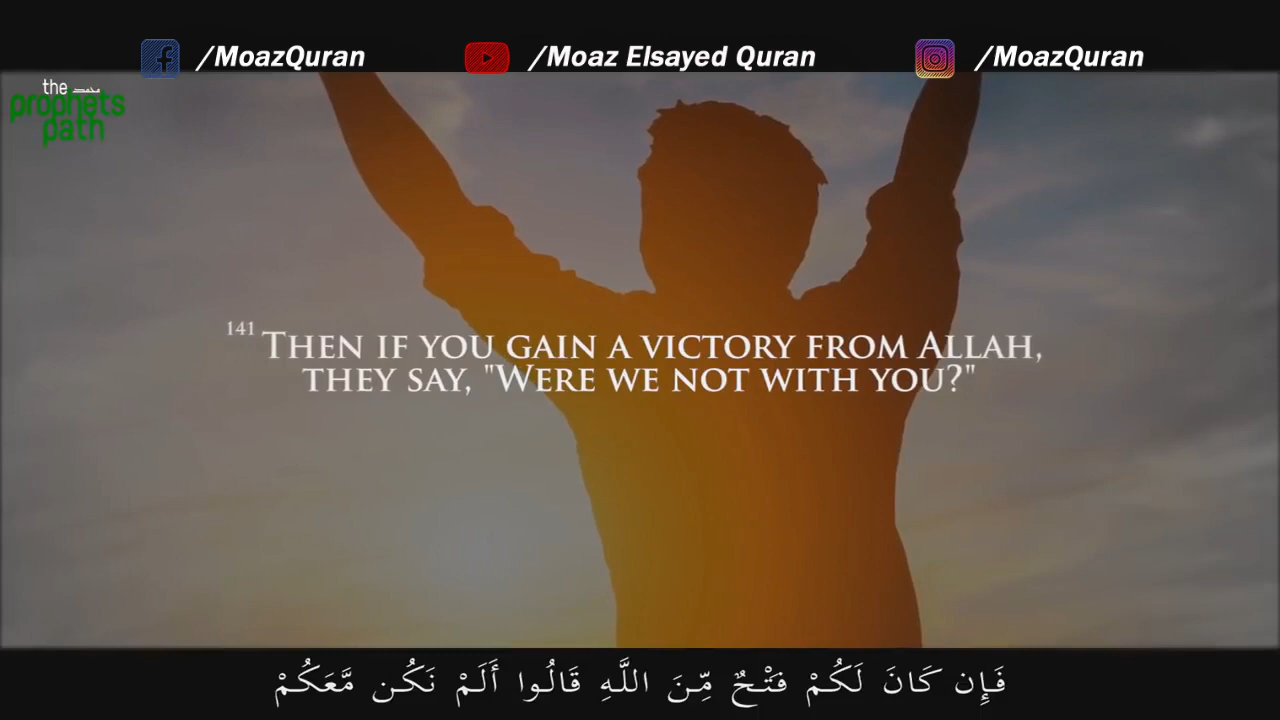 /MoazQuran /Moaz Elsayed Quran /MoazQuran
the
prophets
path
141 THEN IF YOU GAIN A VICTORY FROM ALLAH,
THEY SAY, "WERE WE NOT WITH YOU?"
فَإِن كَانَ لَكُمْ فَتْحٌ مِّنَ اللَّهِ قَالُوا أَلَمْ نَكُن مَّعَكُمْ